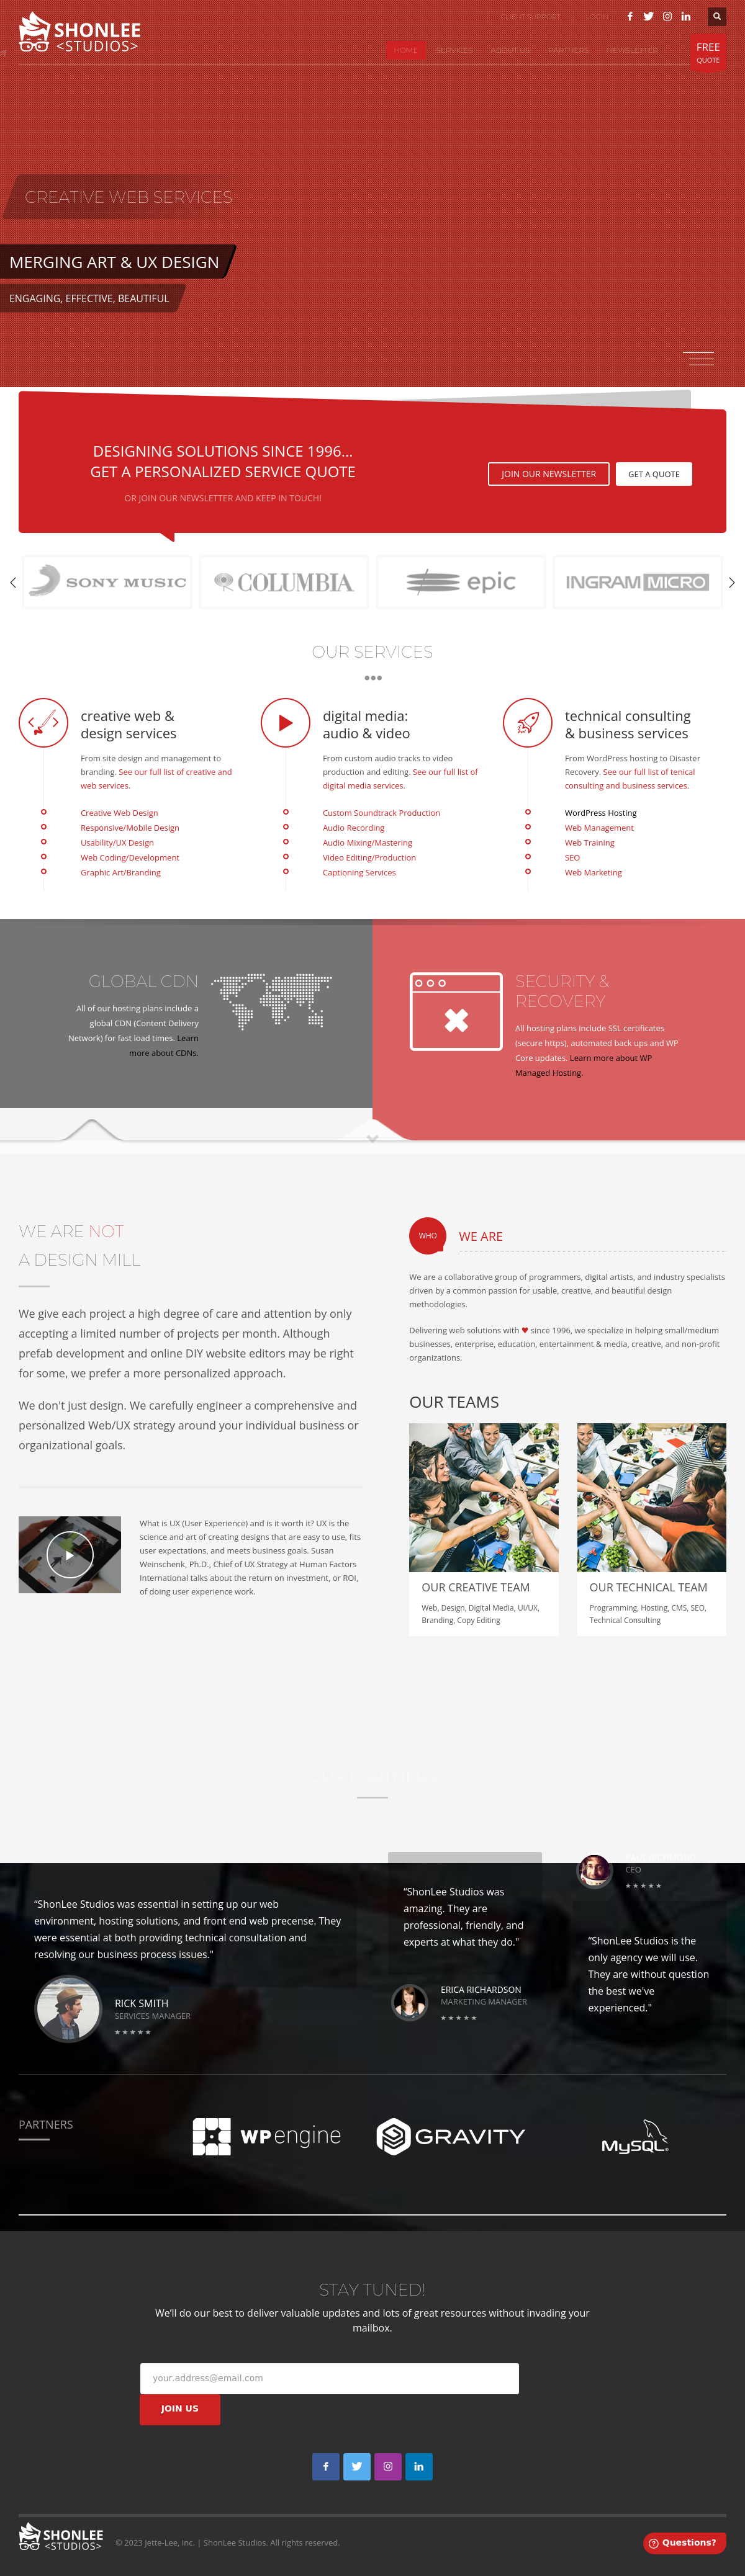 SHONLEE
<STUDIOS>
CLIENT SUPPORT
LOGIN
HOME
SERVICES
ABOUT US
PARTNERS
NEWSLETTER
FREE
QUOTE
CREATIVE WEB SERVICES
MERGING ART & UX DESIGN
ENGAGING, EFFECTIVE, BEAUTIFUL
DESIGNING SOLUTIONS SINCE 1996...
GET A PERSONALIZED SERVICE QUOTE
OR JOIN OUR NEWSLETTER AND KEEP IN TOUCH!
JOIN OUR NEWSLETTER
GET A QUOTE
SONY MUSIC
COLUMBIA
epic
INGRAM MICRO
OUR SERVICES
creative web &
design services
From site design and management to
branding. See our full list of creative and
web services.
Creative Web Design
Responsive/Mobile Design
Usability/UX Design
Web Coding/Development
Graphic Art/Branding
digital media:
audio & video
From custom audio tracks to video
production and editing. See our full list of
digital media services.
Custom Soundtrack Production
Audio Recording
Audio Mixing/Mastering
Video Editing/Production
Captioning Services
technical consulting
& business services
From WordPress hosting to Disaster
Recovery. See our full list of tenical
consulting and business services.
WordPress Hosting
Web Management
Web Training
SEO
Web Marketing
GLOBAL CDN
All of our hosting plans include a
global CDN (Content Delivery
Network) for fast load times. Learn
more about CDNs.
SECURITY &
RECOVERY
All hosting plans include SSL certificates
(secure https), automated back ups and WP
Core updates. Learn more about WP
Managed Hosting.
WE ARE NOT
A DESIGN MILL
We give each project a high degree of care and attention by only
accepting a limited number of projects per month. Although
prefab development and online DIY website editors may be right
for some, we prefer a more personalized approach.
We don't just design. We carefully engineer a comprehensive and
personalized Web/UX strategy around your individual business or
organizational goals.
What is UX (User Experience) and is it worth it? UX is the
science and art of creating designs that are easy to use, fits
user expectations, and meets business goals. Susan
Weinschenk, Ph.D., Chief of UX Strategy at Human Factors
International talks about the return on investment, or ROI,
of doing user experience work.
WHO
WE ARE
We are a collaborative group of programmers, digital artists, and industry specialists
driven by a common passion for usable, creative, and beautiful design
methodologies.
Delivering web solutions with ♥ since 1996, we specialize in helping small/medium
businesses, enterprise, education, entertainment & media, creative, and non-profit
organizations.
OUR TEAMS
OUR CREATIVE TEAM
Web, Design, Digital Media, UI/UX,
Branding, Copy Editing
OUR TECHNICAL TEAM
Programming, Hosting, CMS, SEO,
Technical Consulting
“ShonLee Studios was essential in setting up our web
environment, hosting solutions, and front end web precense. They
were essential at both providing technical consultation and
resolving our business process issues."
RICK SMITH
SERVICES MANAGER
“ShonLee Studios was
amazing. They are
professional, friendly, and
experts at what they do."
ERICA RICHARDSON
MARKETING MANAGER
CEO
“ShonLee Studios is the
only agency we will use.
They are without question
the best we've
experienced."
PARTNERS
WP engine
GRAVITY
MySQL
STAY TUNED!
We’ll do our best to deliver valuable updates and lots of great resources without invading your
mailbox.
your.address@email.com
JOIN US
SHONLEE
<STUDIOS>
© 2023 Jette-Lee, Inc. | ShonLee Studios. All rights reserved.
Questions?